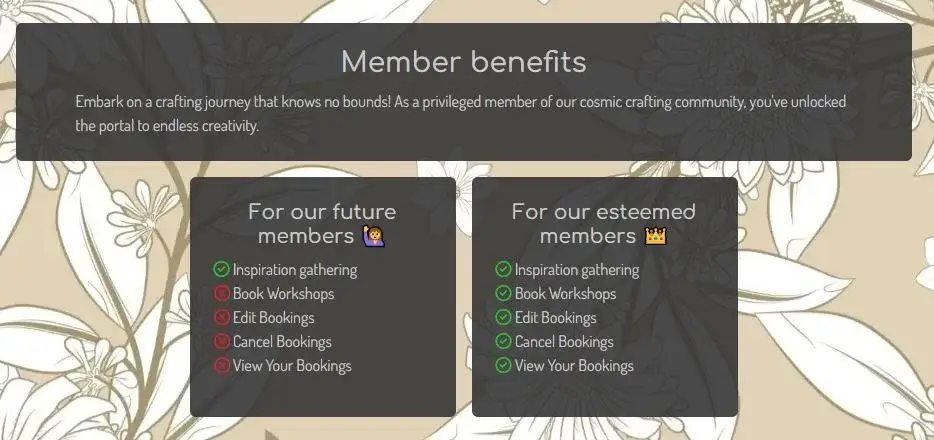 Member benefits
Embark on a crafting journey that knows no bounds! As a privileged member of our cosmic crafting community, you've unlocked
the portal to endless creativity.
For our future
members 🙋‍♀️
Inspiration gathering
Book Workshops
Edit Bookings
Cancel Bookings
View Your Bookings
For our esteemed
members 👑
Inspiration gathering
Book Workshops
Edit Bookings
Cancel Bookings
View Your Bookings